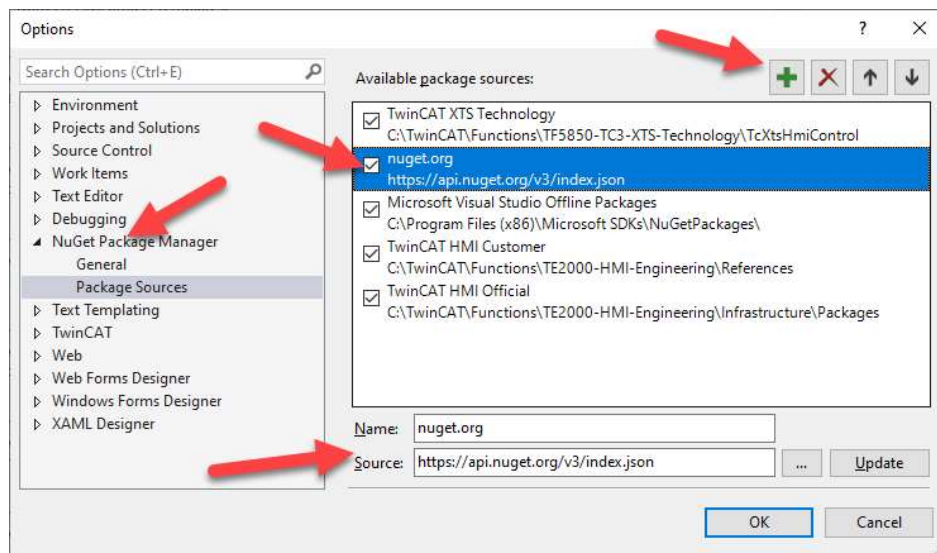 Options
Search Options (Ctrl+E)
Environment
Projects and Solutions
Source Control
Work Items
Text Editor
Debugging
NuGet Package Manager
General
Package Sources
Text Templating
TwinCAT
Web
Web Forms Designer
Windows Forms Designer
XAML Designer
Available package sources:
TwinCAT XTS Technology
C:\TwinCAT\Functions\TF5850-TC3-XTS-Technology\TcXtsHmiControl
nuget.org
https://api.nuget.org/v3/index.json
Microsoft Visual Studio Offline Packages
C:\Program Files (x86)\Microsoft SDKs\NuGetPackages\
TwinCAT HMI Customer
C:\TwinCAT\Functions\TE2000-HMI-Engineering\References
TwinCAT HMI Official
C:\TwinCAT\Functions\TE2000-HMI-Engineering\Infrastructure\Packages
Name: nuget.org
Source: https://api.nuget.org/v3/index.json ... Update
OK Cancel